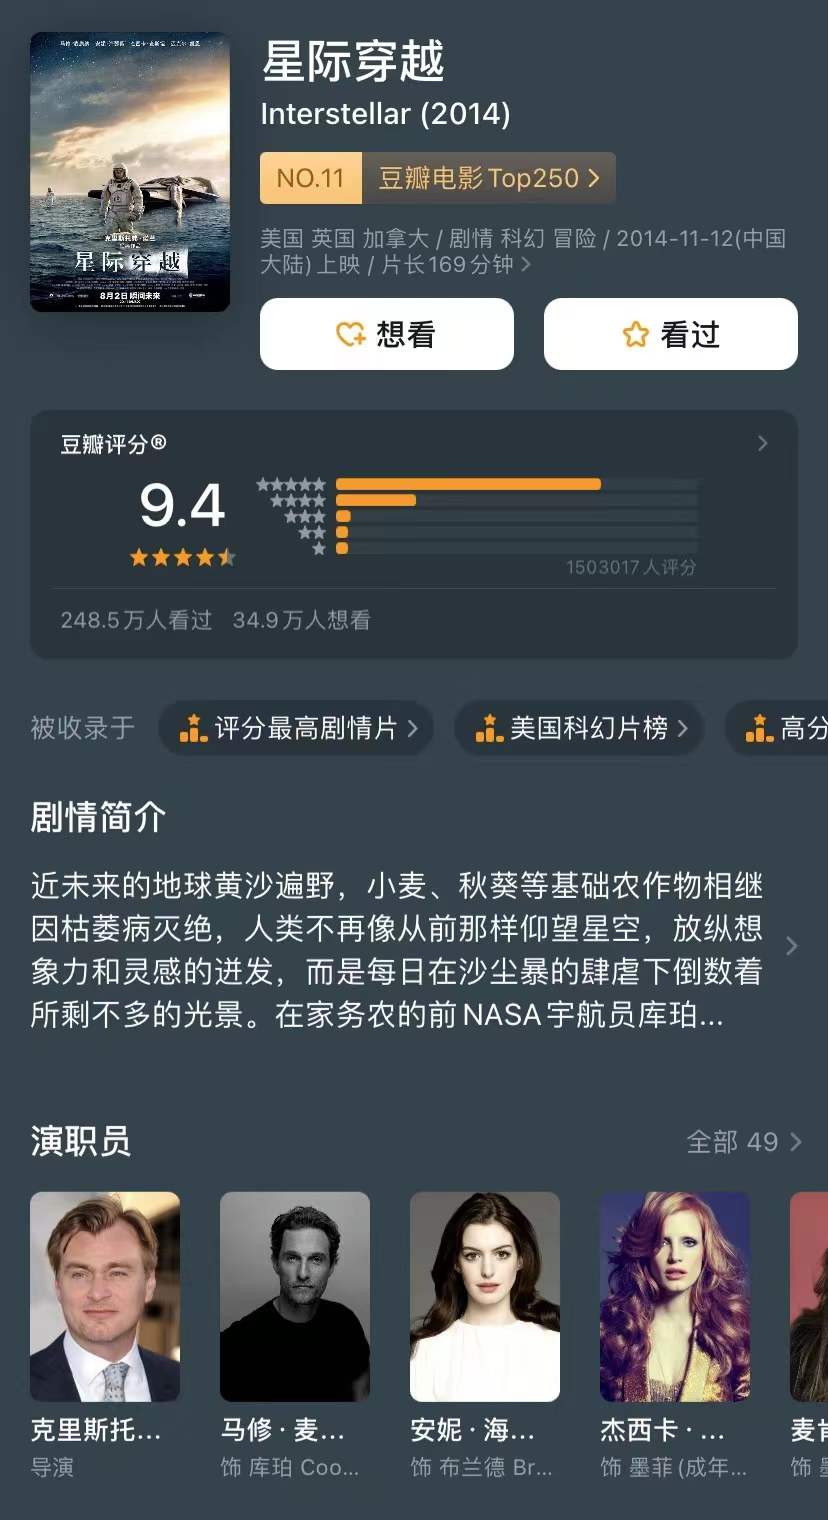 星际穿越
Interstellar (2014)
NO.11 豆瓣电影 Top250
美国 英国 加拿大 / 剧情 科幻 冒险 / 2014-11-12(中国
大陆) 上映 / 片长169分钟
想看 看过
克里斯托弗·诺兰
星际穿越
8月2日 瞬间未来
豆瓣评分®
9.4
1503017人评分
248.5万人看过 34.9万人想看
被收录于 评分最高剧情片 美国科幻片榜 高分
剧情简介
近未来的地球黄沙遍野，小麦、秋葵等基础农作物相继
因枯萎病灭绝，人类不再像从前那样仰望星空，放纵想
象力和灵感的迸发，而是每日在沙尘暴的肆虐下倒数着
所剩不多的光景。在家务农的前NASA宇航员库珀...
演职员 全部 49
克里斯托... 马修 · 麦... 安妮 · 海... 杰西卡 · ... 麦肯
导演 饰 库珀 Coo... 饰 布兰德 Br... 饰 墨菲 (成年... 饰 墨